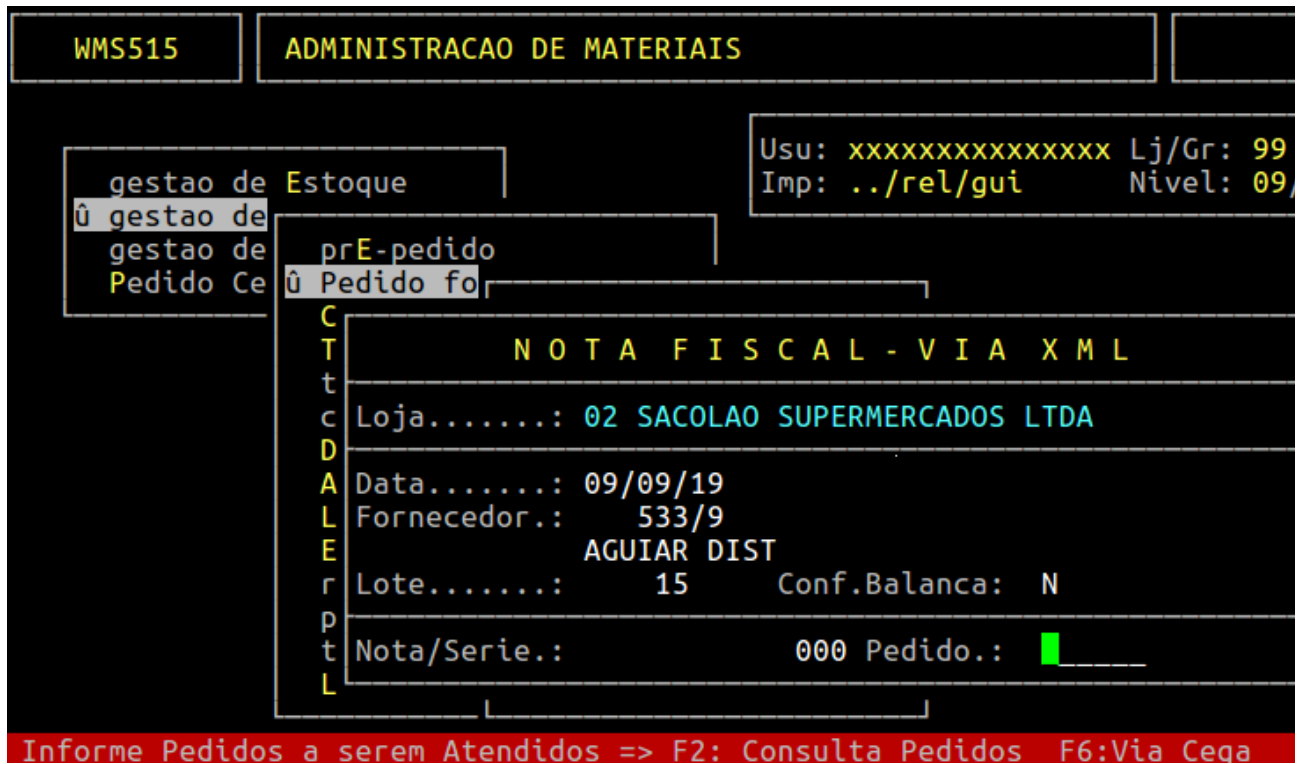 WMS515 ADMINISTRACAO DE MATERIAIS
Usu: xxxxxxxxxxxxxxx Lj/Gr: 99
gestao de Estoque Imp: ../rel/gui Nivel: 09/
û gestao de
gestao de prE-pedido
Pedido Ce û Pedido fo
C
T N O T A F I S C A L - V I A X M L
t
c Loja.......: 02 SACOLAO SUPERMERCADOS LTDA
D
A Data.......: 09/09/19
L Fornecedor.: 533/9
E AGUIAR DIST
r Lote.......: 15 Conf.Balanca: N
p
t Nota/Serie.: 000 Pedido.: _____
L
Informe Pedidos a serem Atendidos => F2: Consulta Pedidos F6:Via Cega